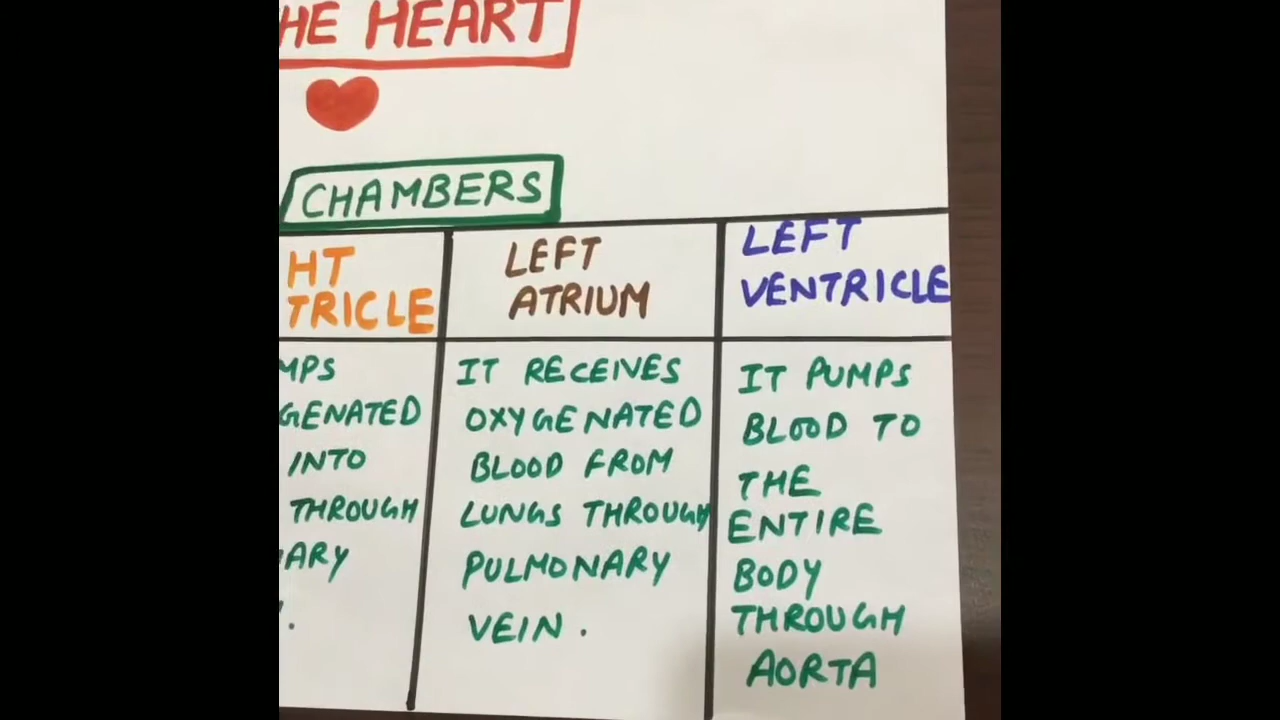 HE HEART
CHAMBERS
HT
TRICLE
MPS
GENATED
INTO
THROUGH
ARY
.
LEFT
ATRIUM
IT RECEIVES
OXYGENATED
BLOOD FROM
LUNGS THROUGH
PULMONARY
VEIN.
LEFT
VENTRICLE
IT PUMPS
BLOOD TO
THE
ENTIRE
BODY
THROUGH
AORTA